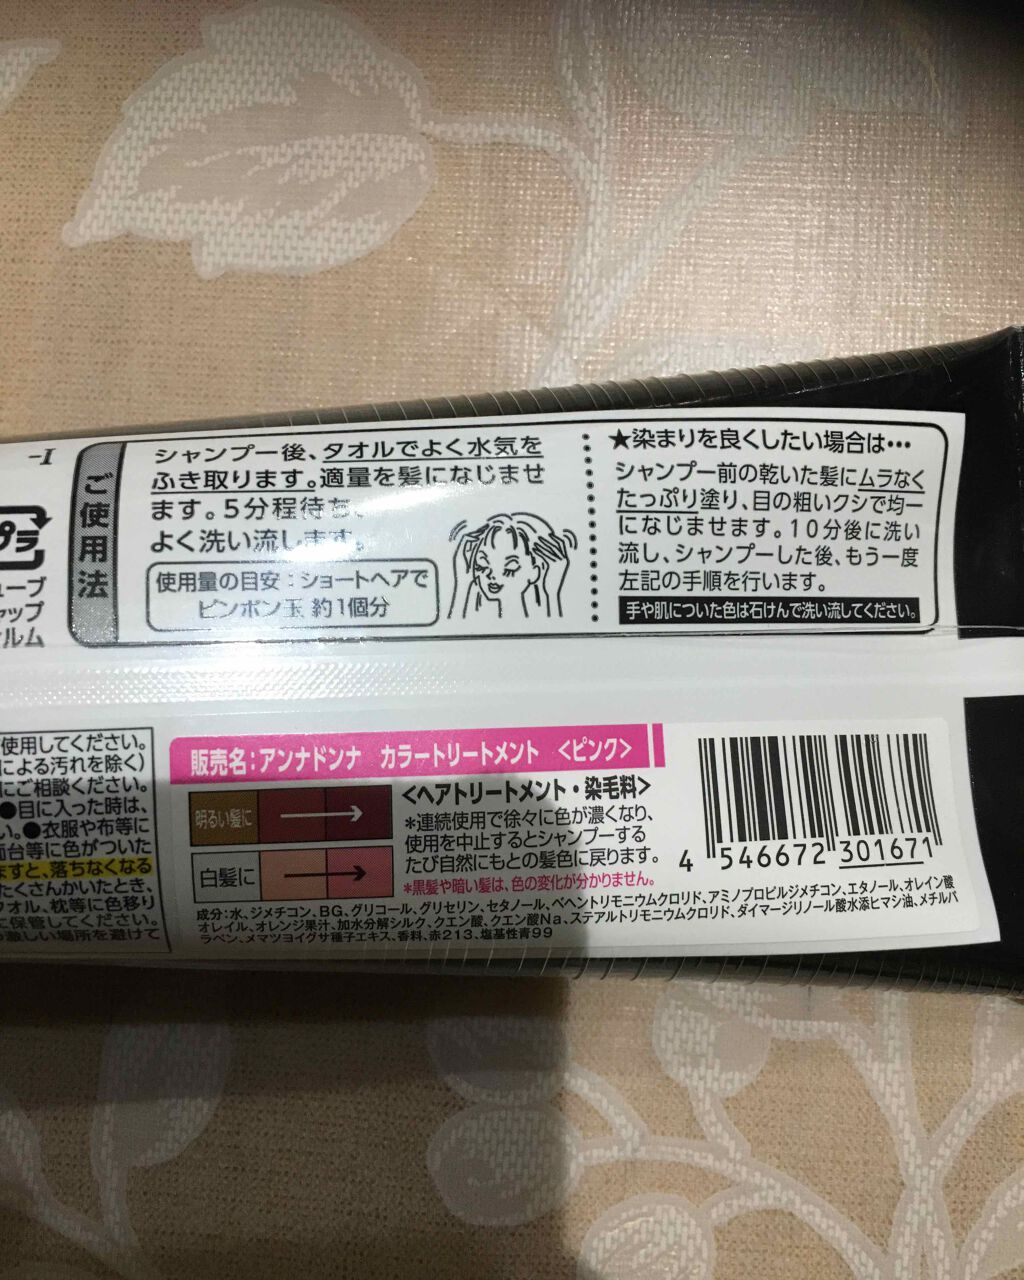 I-
プラ
ューブ
ャップ
ィルム
ご使用法
シャンプー後、タオルでよく水気を
ふき取ります。適量を髪になじませ
ます。5分程待ち、
よく洗い流します。
使用量の目安:ショートヘアで
ピンポン玉 約1個分
★染まりを良くしたい場合は…
シャンプー前の乾いた髪にムラなく
たっぷり塗り、目の粗いクシで均一
になじませます。10分後に洗い
流し、シャンプーした後、もう一度
左記の手順を行います。
手や肌についた色は石けんで洗い流してください。
使用してください。
による汚れを除く)
にご相談ください。
●目に入った時は、
い。●衣服や布等に
面台等に色がついた
ますと、落ちなくなる
たくさんかいたとき、
フオル、枕等に色移り
に保管してください。
激しい場所を避けて
販売名:アンナドンナ カラートリートメント <ピンク>
明るい髪に
白髪に
<ヘアトリートメント・染毛料>
*連続使用で徐々に色が濃くなり、
使用を中止するとシャンプーする
たび自然にもとの髪色に戻ります。
*黒髪や暗い髪は、色の変化が分かりません。
4 546672 301671
成分:水、ジメチコン、BG、グリコール、グリセリン、セタノール、ベヘントリモニウムクロリド、アミノプロピルジメチコン、エタノール、オレイン酸
オレイル、オレンジ果汁、加水分解シルク、クエン酸、クエン酸Na、ステアルトリモニウムクロリド、ダイマージリノール酸水添ヒマシ油、メチルパ
ラベン、メマツヨイグサ種子エキス、香料、赤213、塩基性青99